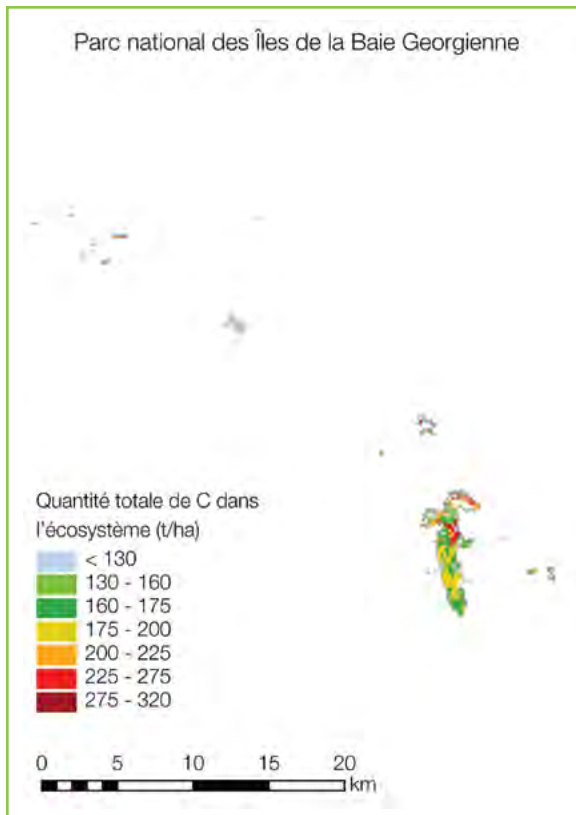 Parc national des Îles de la Baie Georgienne
Quantité totale de C dans
l'écosystème (t/ha)
< 130
130 - 160
160 - 175
175 - 200
200 - 225
225 - 275
275 - 320
0 5 10 15 20
km